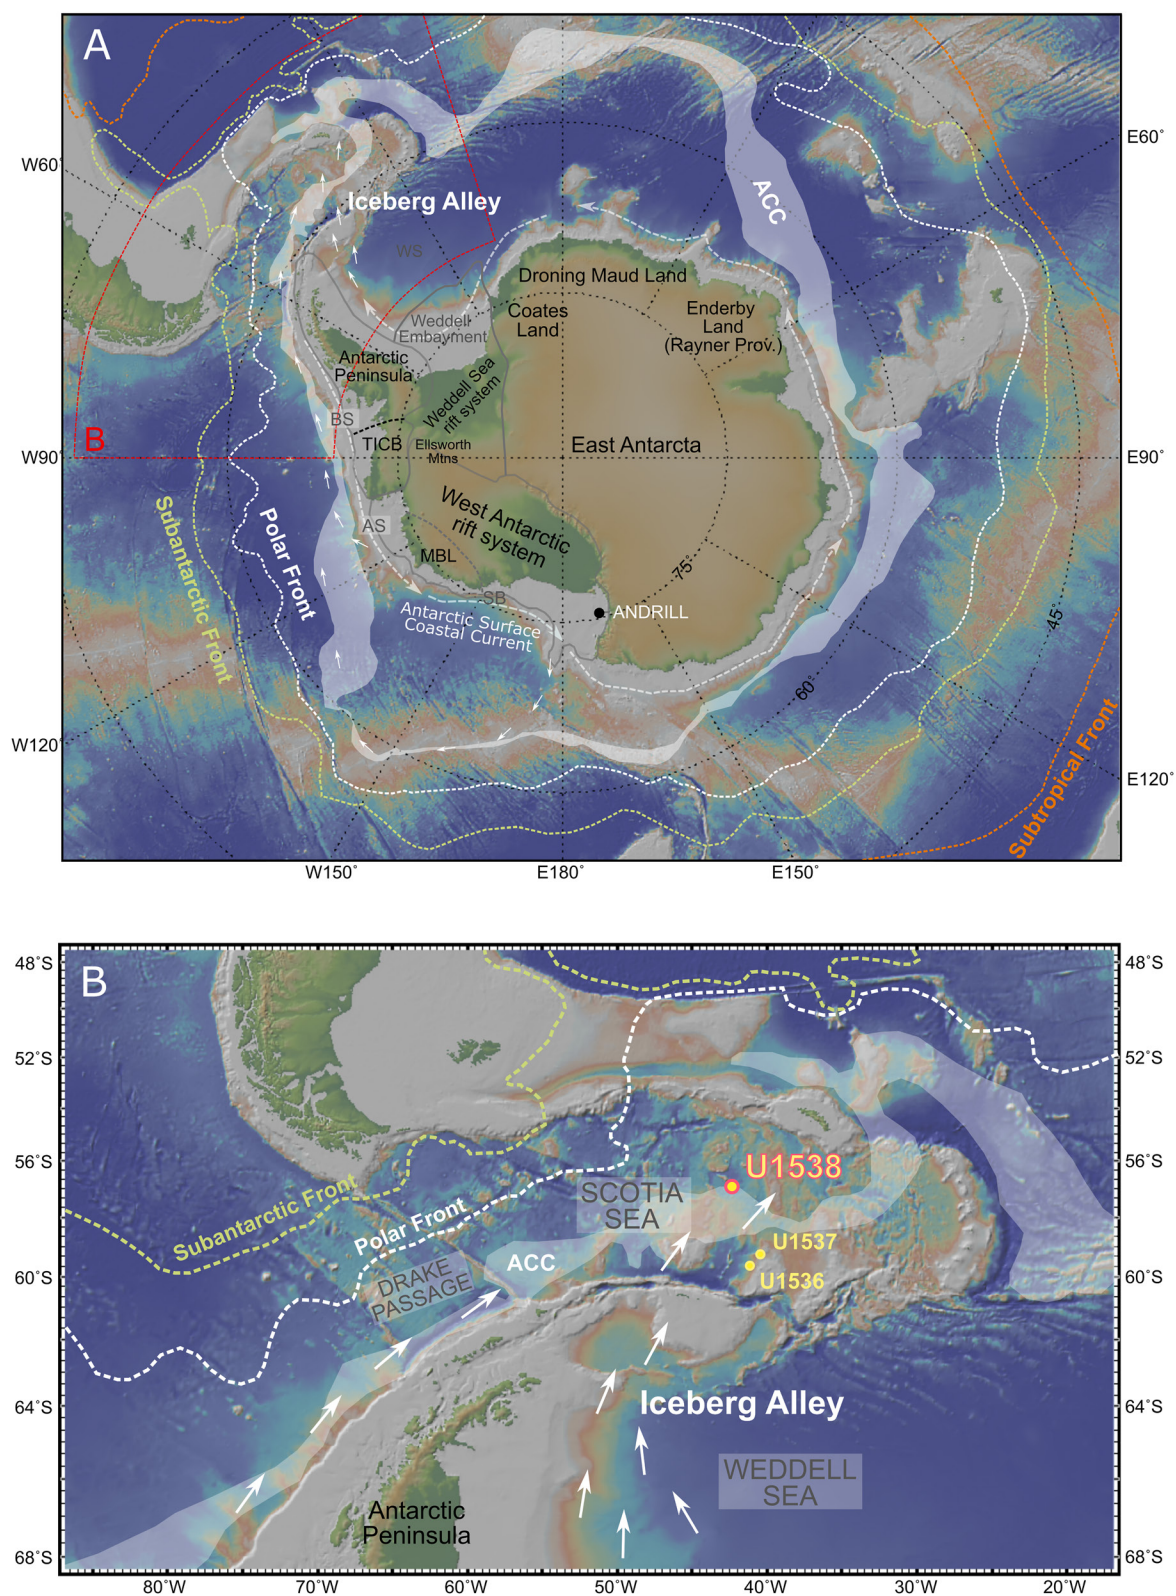 A
W60°
E60°
Iceberg Alley
ACC
WS
Droning Maud Land
Coates
Land
Enderby
Land
(Rayner Prov.)
Weddell
Embayment
Antarctic
Peninsula
Weddell Sea
rift system
BS
B
TICB
Ellsworth
Mtns
East Antarcta
W90°
E90°
Subantarctic Front
Polar Front
AS
West Antarctic
rift system
MBL
SB
75°
ANDRILL
Antarctic Surface
Coastal Current
45°
60°
W120°
E120°
Subtropical Front
W150°
E180°
E150°
B
48°S
48°S
52°S
52°S
56°S
56°S
U1538
SCOTIA
SEA
Subantarctic Front
Polar Front
ACC
U1537
U1536
DRAKE
PASSAGE
60°S
60°S
Iceberg Alley
64°S
64°S
WEDDELL
SEA
Antarctic
Peninsula
68°S
68°S
80°W
70°W
60°W
50°W
40°W
30°W
20°W